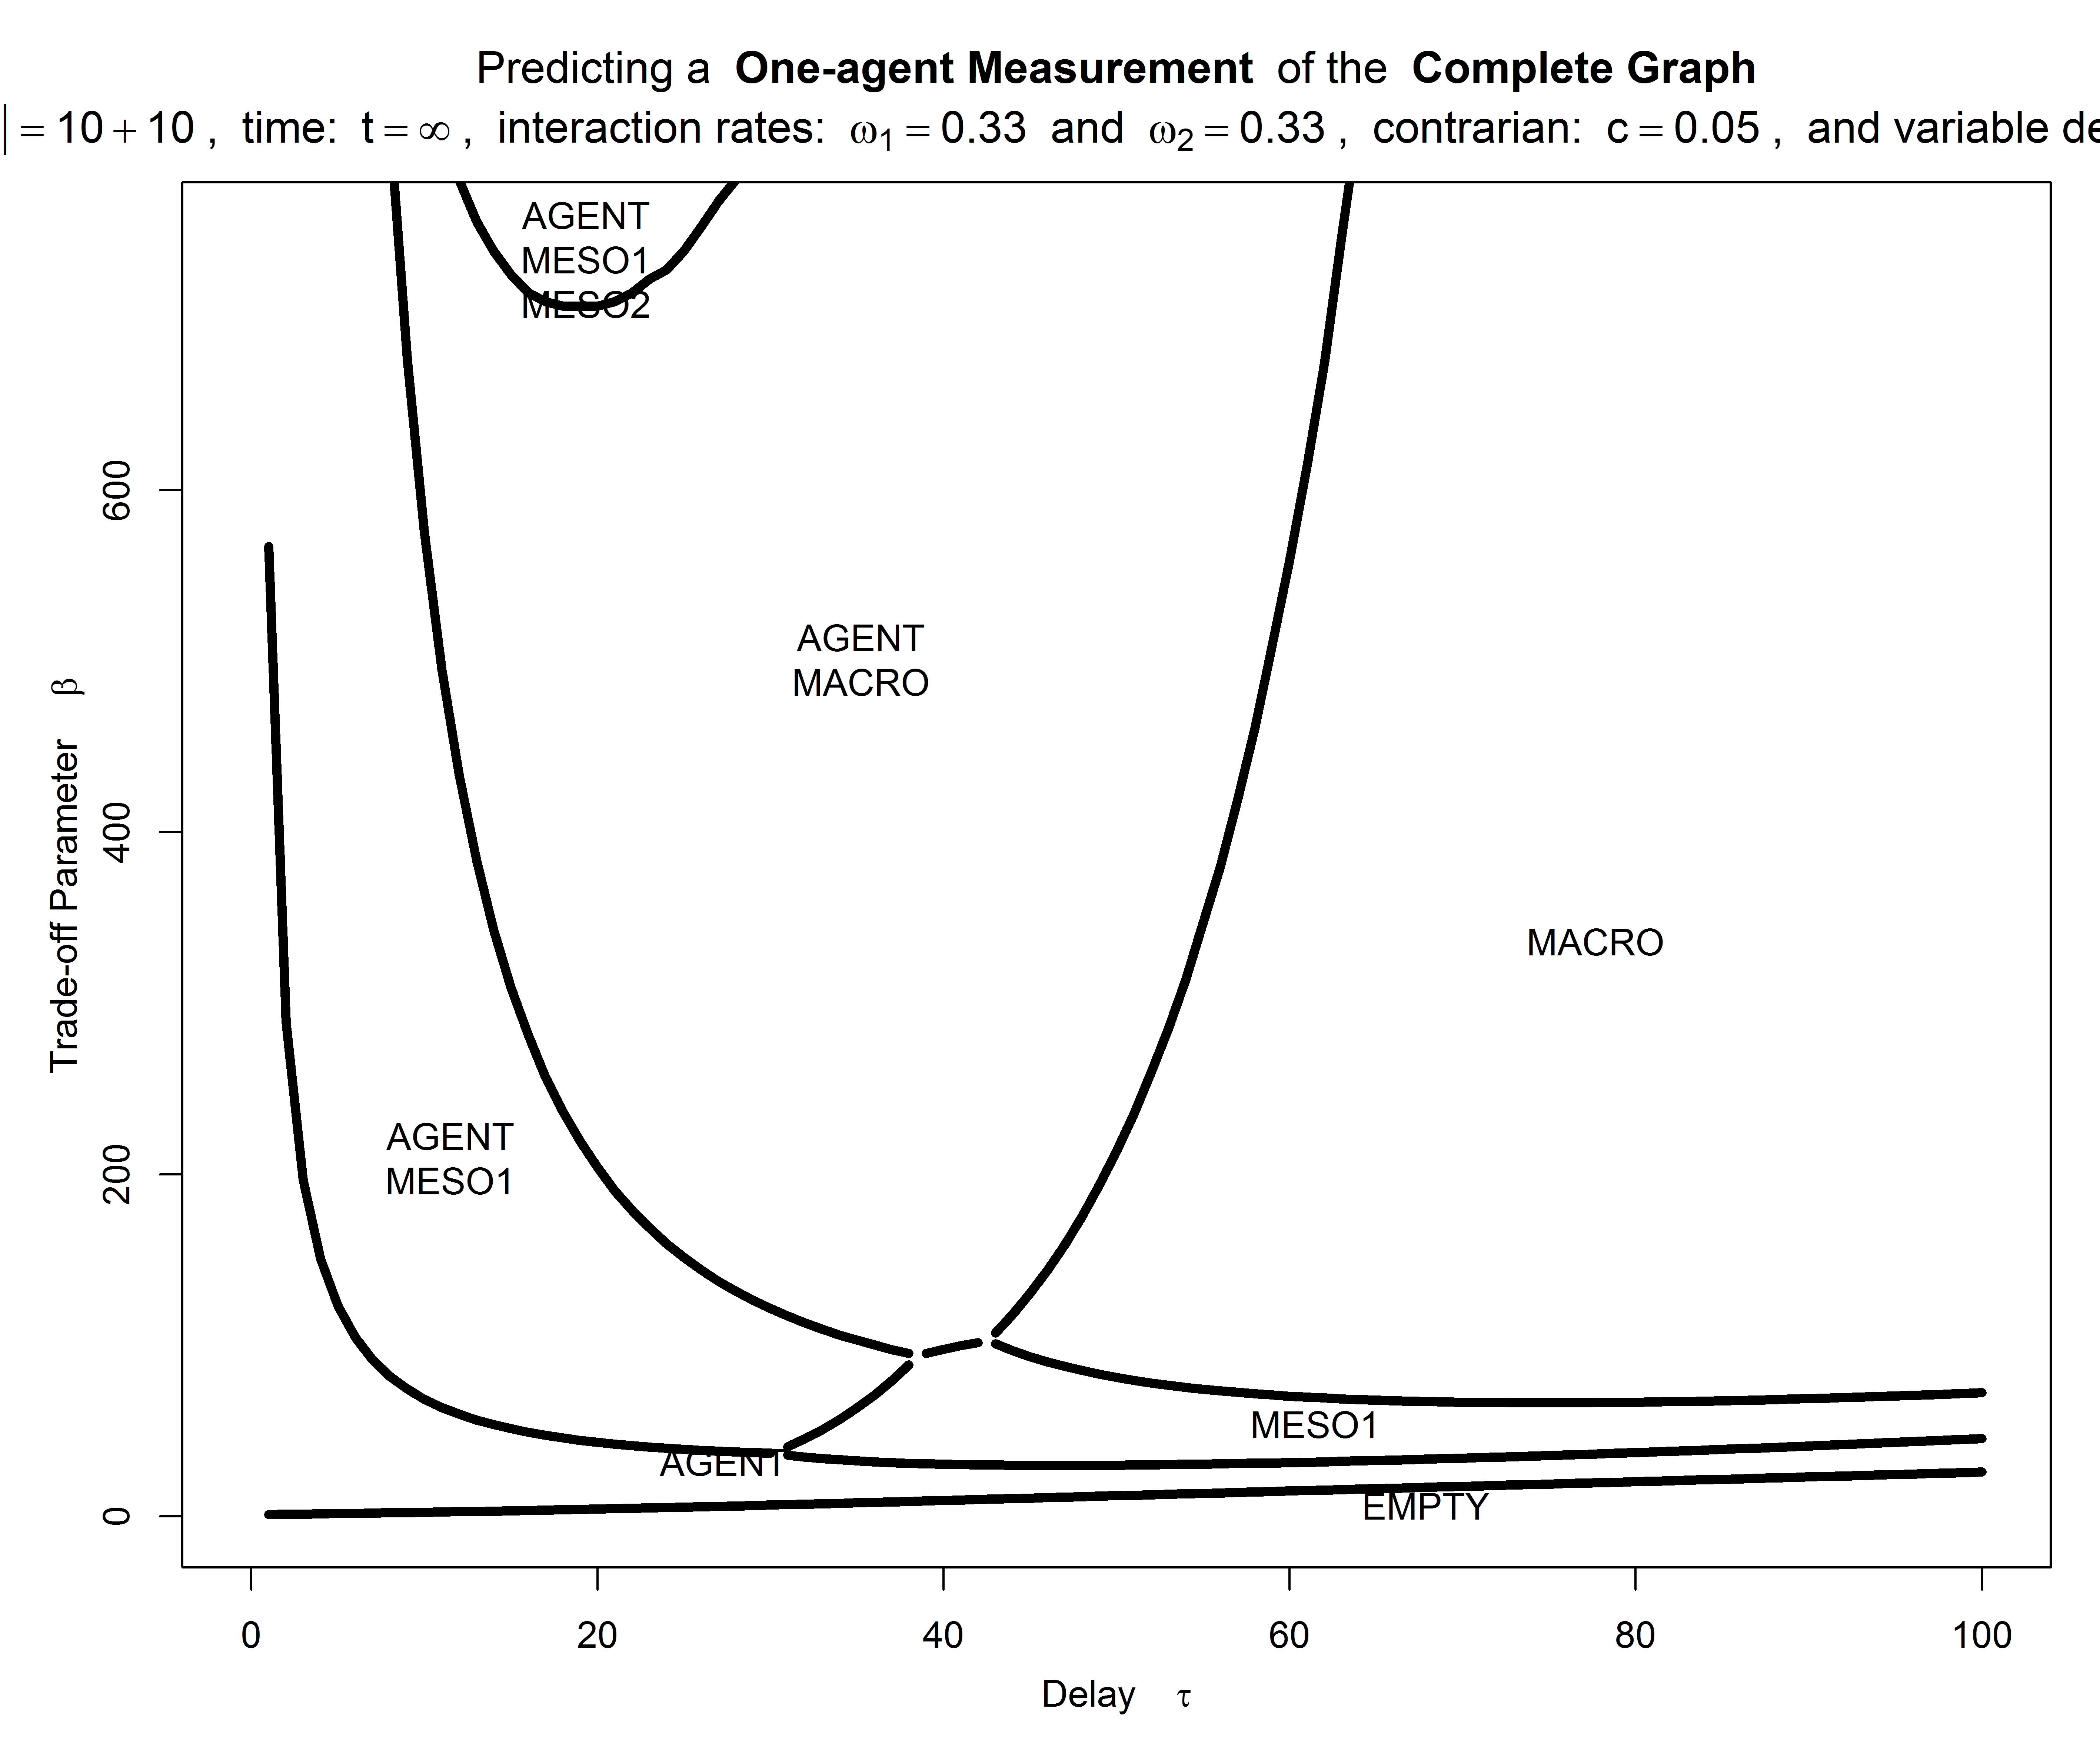 Predicting a One-agent Measurement of the Complete Graph
| = 10 + 10 , time: t = ∞ , interaction rates: ω1 = 0.33 and ω2 = 0.33 , contrarian: c = 0.05 , and variable de
AGENT
MESO1
MESO2
AGENT
MACRO
MACRO
AGENT
MESO1
MESO1
AGENT
EMPTY
Trade-off Parameter β
0
200
400
600
0 20 40 60 80 100
Delay τ